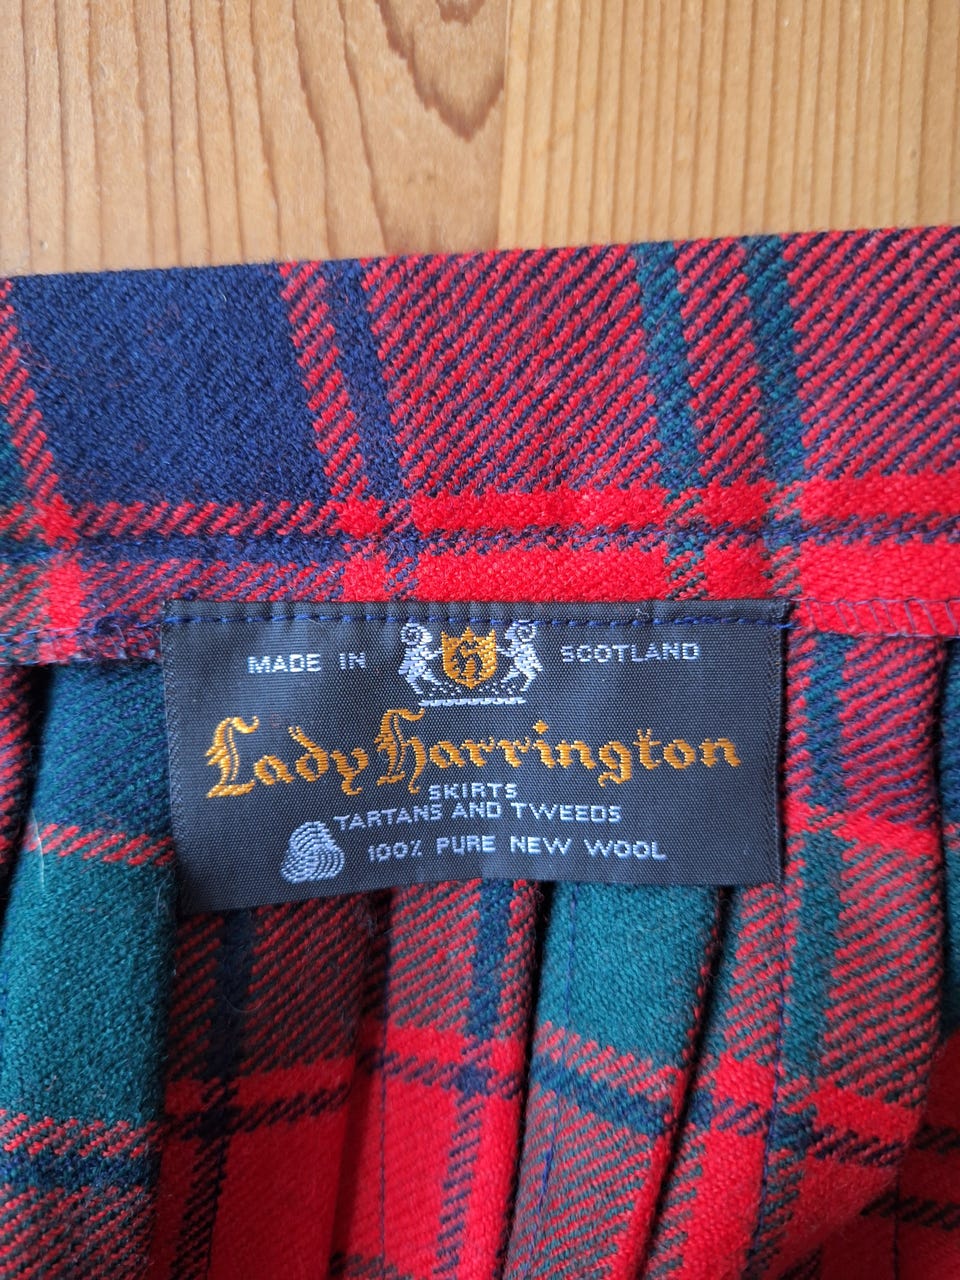 MADE IN H SCOTLAND
Lady Harrington
SKIRTS
TARTANS AND TWEEDS
100% PURE NEW WOOL